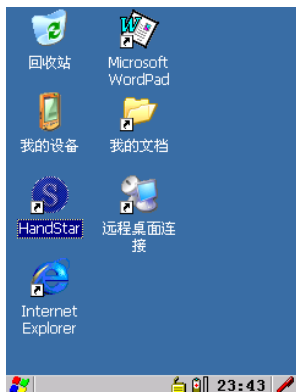 回收站
Microsoft
WordPad
我的设备
我的文档
HandStar
远程桌面连
接
Internet
Explorer
23:43